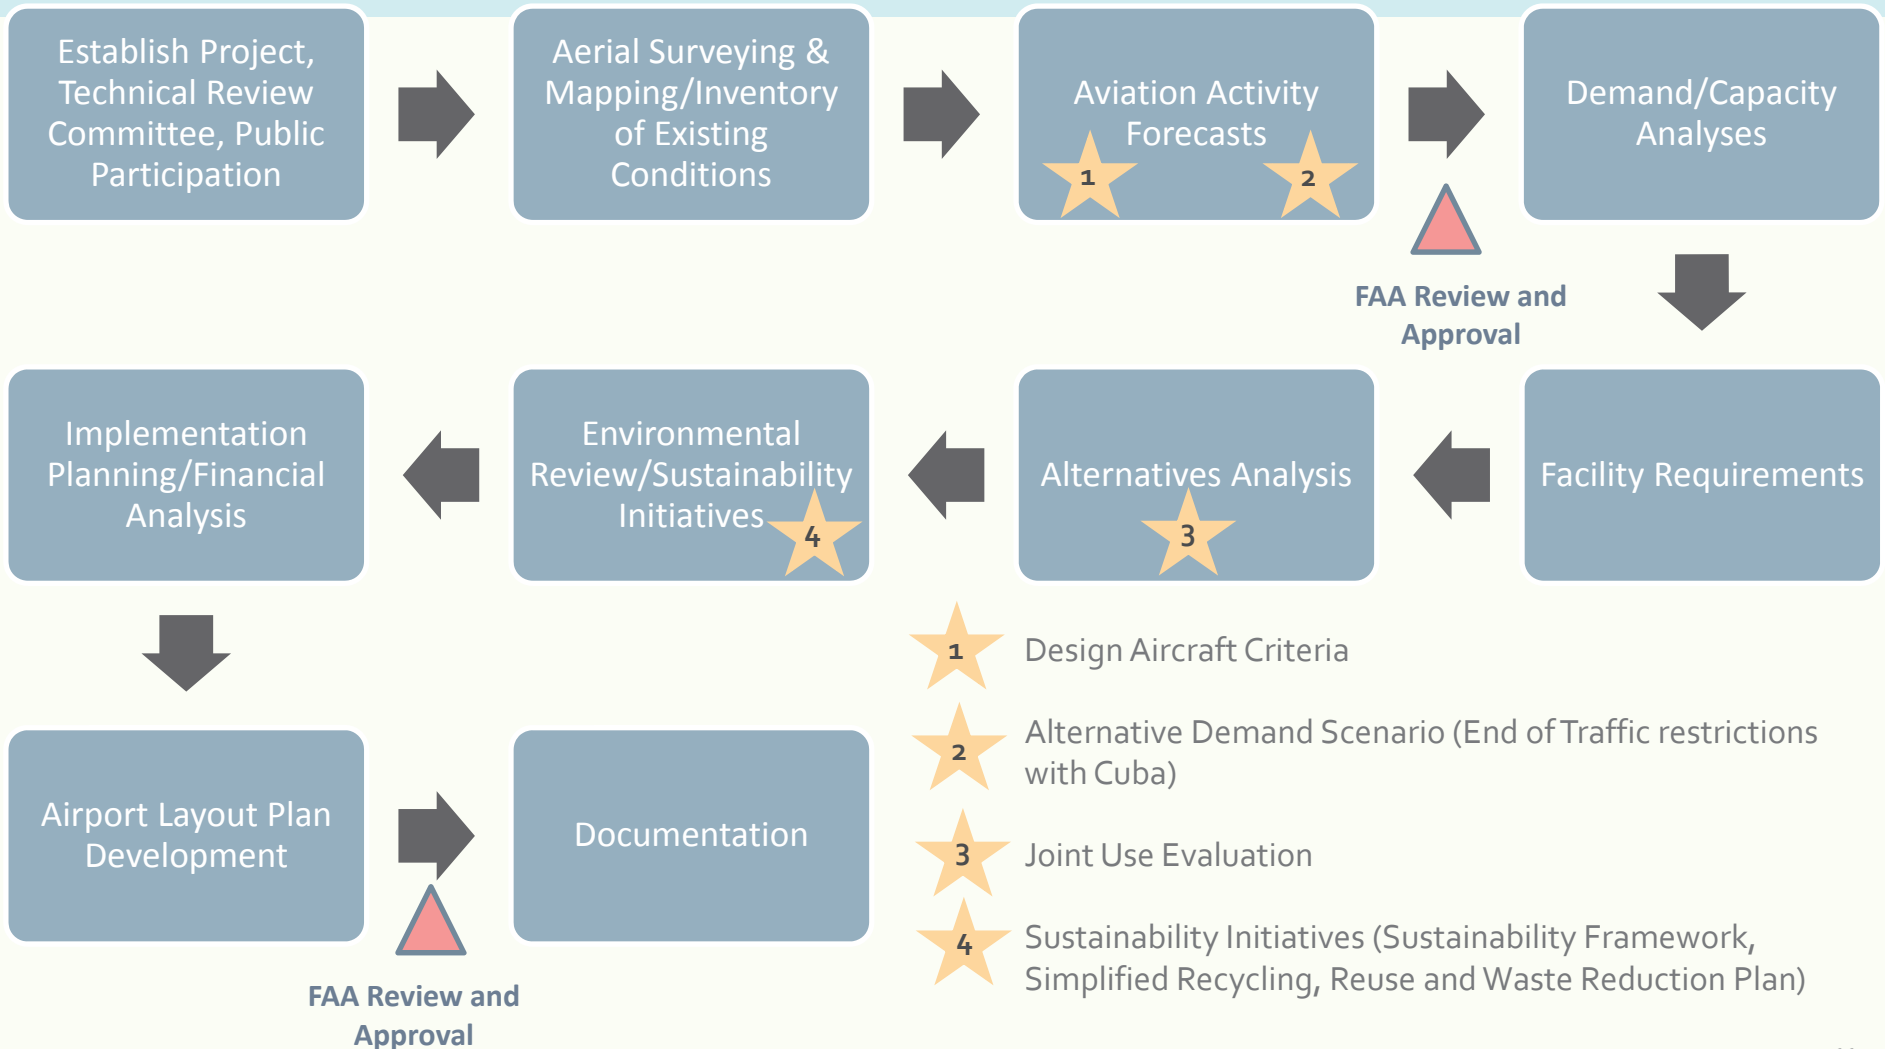 Establish Project,
Technical Review
Committee, Public
Participation
Aerial Surveying &
Mapping/Inventory
of Existing
Conditions
Aviation Activity
Forecasts
1
2
Demand/Capacity
Analyses
FAA Review and
Approval
Implementation
Planning/Financial
Analysis
Environmental
Review/Sustainability
Initiatives
4
Alternatives Analysis
3
Facility Requirements
Airport Layout Plan
Development
Documentation
FAA Review and
Approval
1 Design Aircraft Criteria
2 Alternative Demand Scenario (End of Traffic restrictions
with Cuba)
3 Joint Use Evaluation
4 Sustainability Initiatives (Sustainability Framework,
Simplified Recycling, Reuse and Waste Reduction Plan)